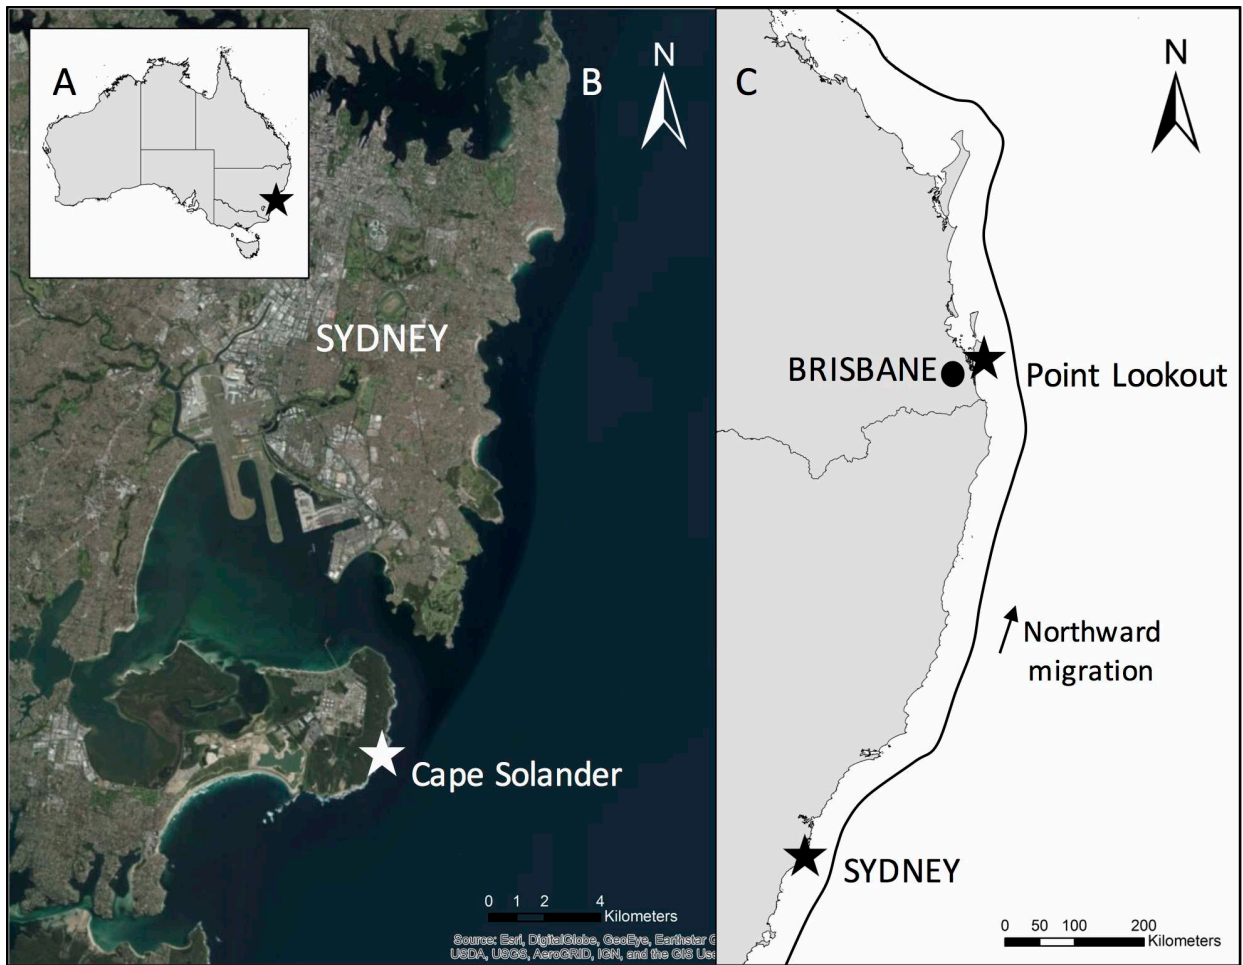 A
B
N
SYDNEY
Cape Solander
0 1 2 4
Kilometers
Source: Esri, DigitalGlobe, GeoEye, Earthstar G
USDA, USGS, AeroGRID, IGN, and the GIS Use
C
N
BRISBANE
Point Lookout
Northward
migration
SYDNEY
0 50 100 200
Kilometers